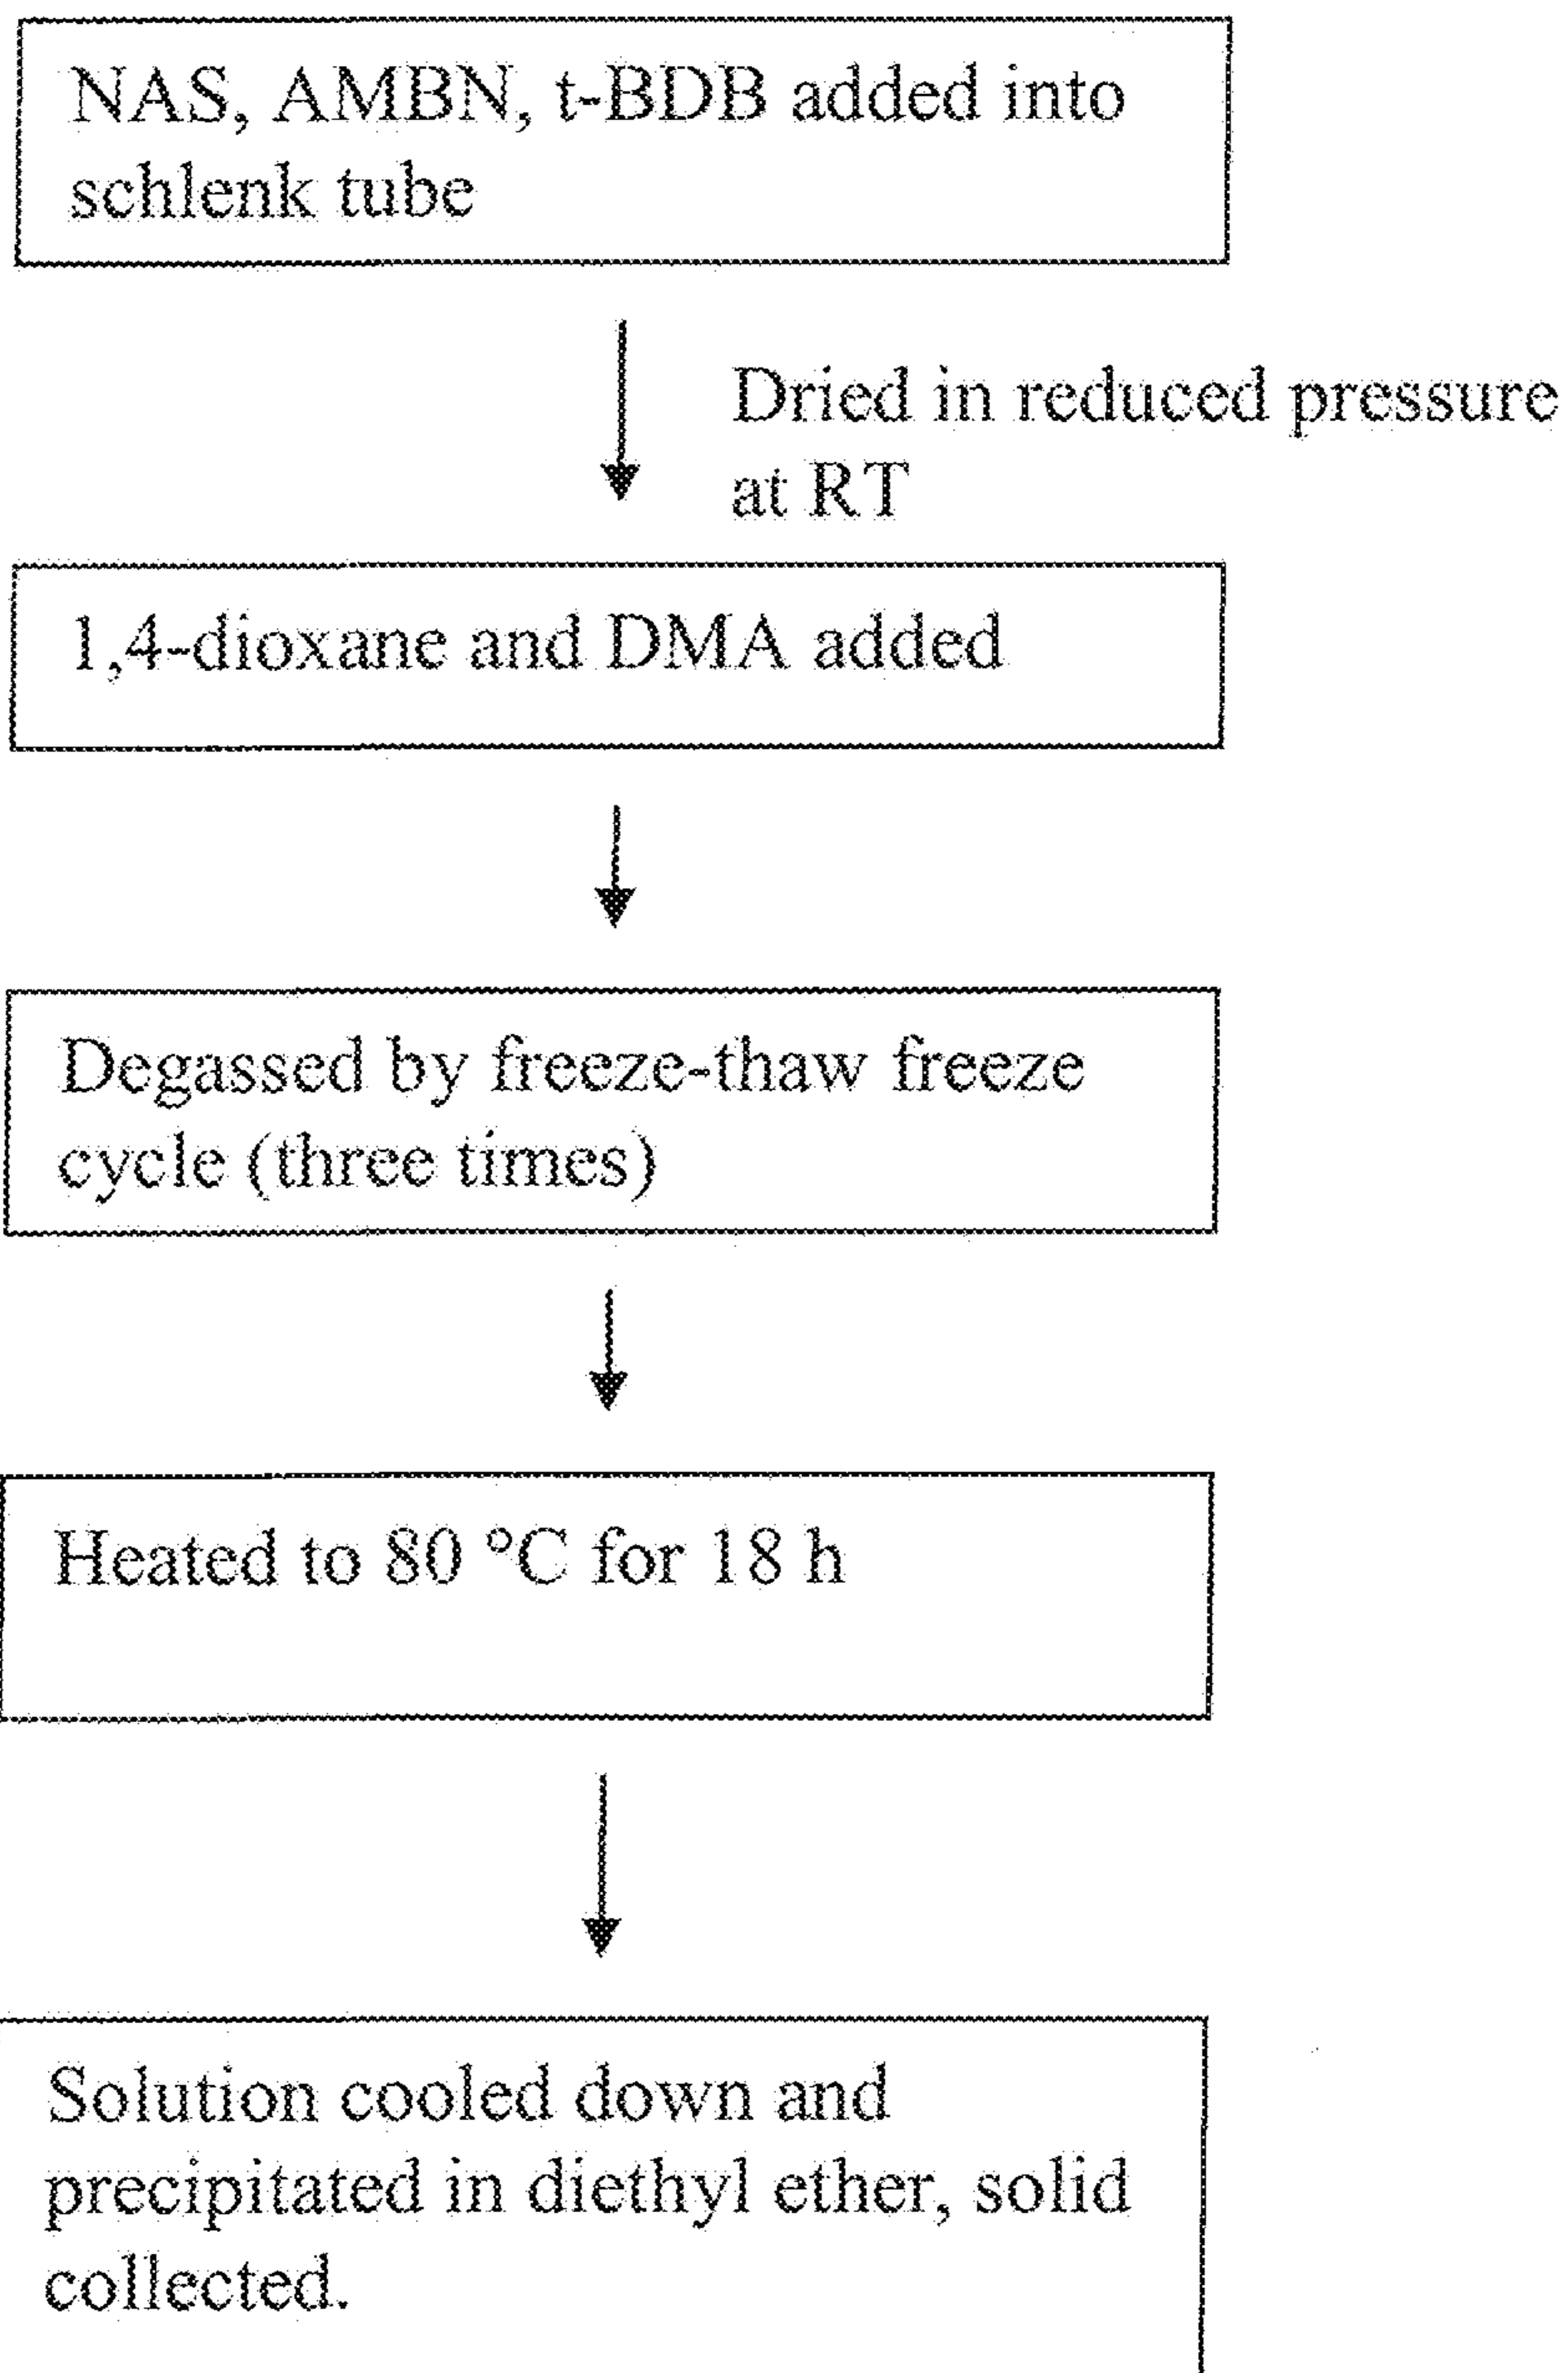 NAS, AMBN, t-BDB added into
schlenk tube
Dried in reduced pressure
at RT
1,4-dioxane and DMA added
Degassed by freeze-thaw freeze
cycle (three times)
Heated to 80 °C for 18 h
Solution cooled down and
precipitated in diethyl ether, solid
collected.